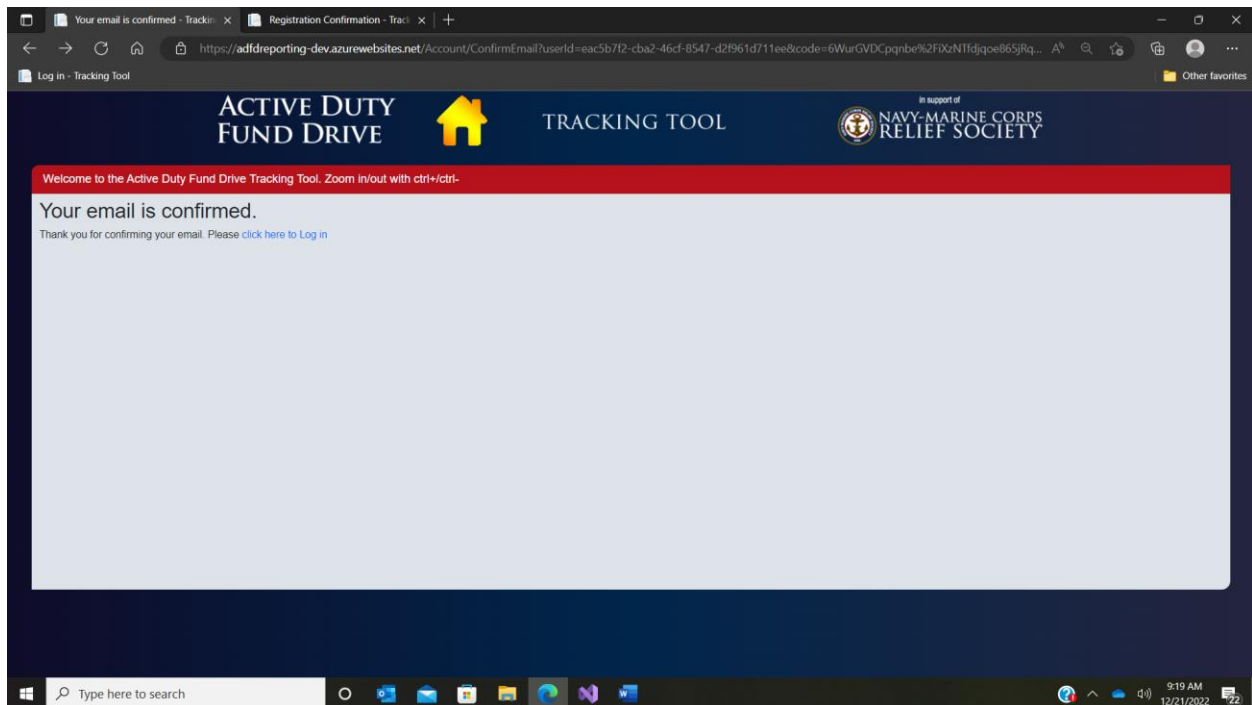 Your email is confirmed - Trackin
Registration Confirmation - Track
https://adfdreporting-dev.azurewebsites.net/Account/ConfirmEmail?userId=eac5b7f2-cba2-46cf-8547-d2f961d711ee&code=6WurGVDCpqnbe%2FiXzNTfdjqoe865jRq...
Log in - Tracking Tool
Other favorites
ACTIVE DUTY
FUND DRIVE
TRACKING TOOL
in support of
NAVY-MARINE CORPS
RELIEF SOCIETY
Welcome to the Active Duty Fund Drive Tracking Tool. Zoom in/out with ctrl+/ctrl-
Your email is confirmed.
Thank you for confirming your email. Please click here to Log in
Type here to search
9:19 AM
12/21/2022
22